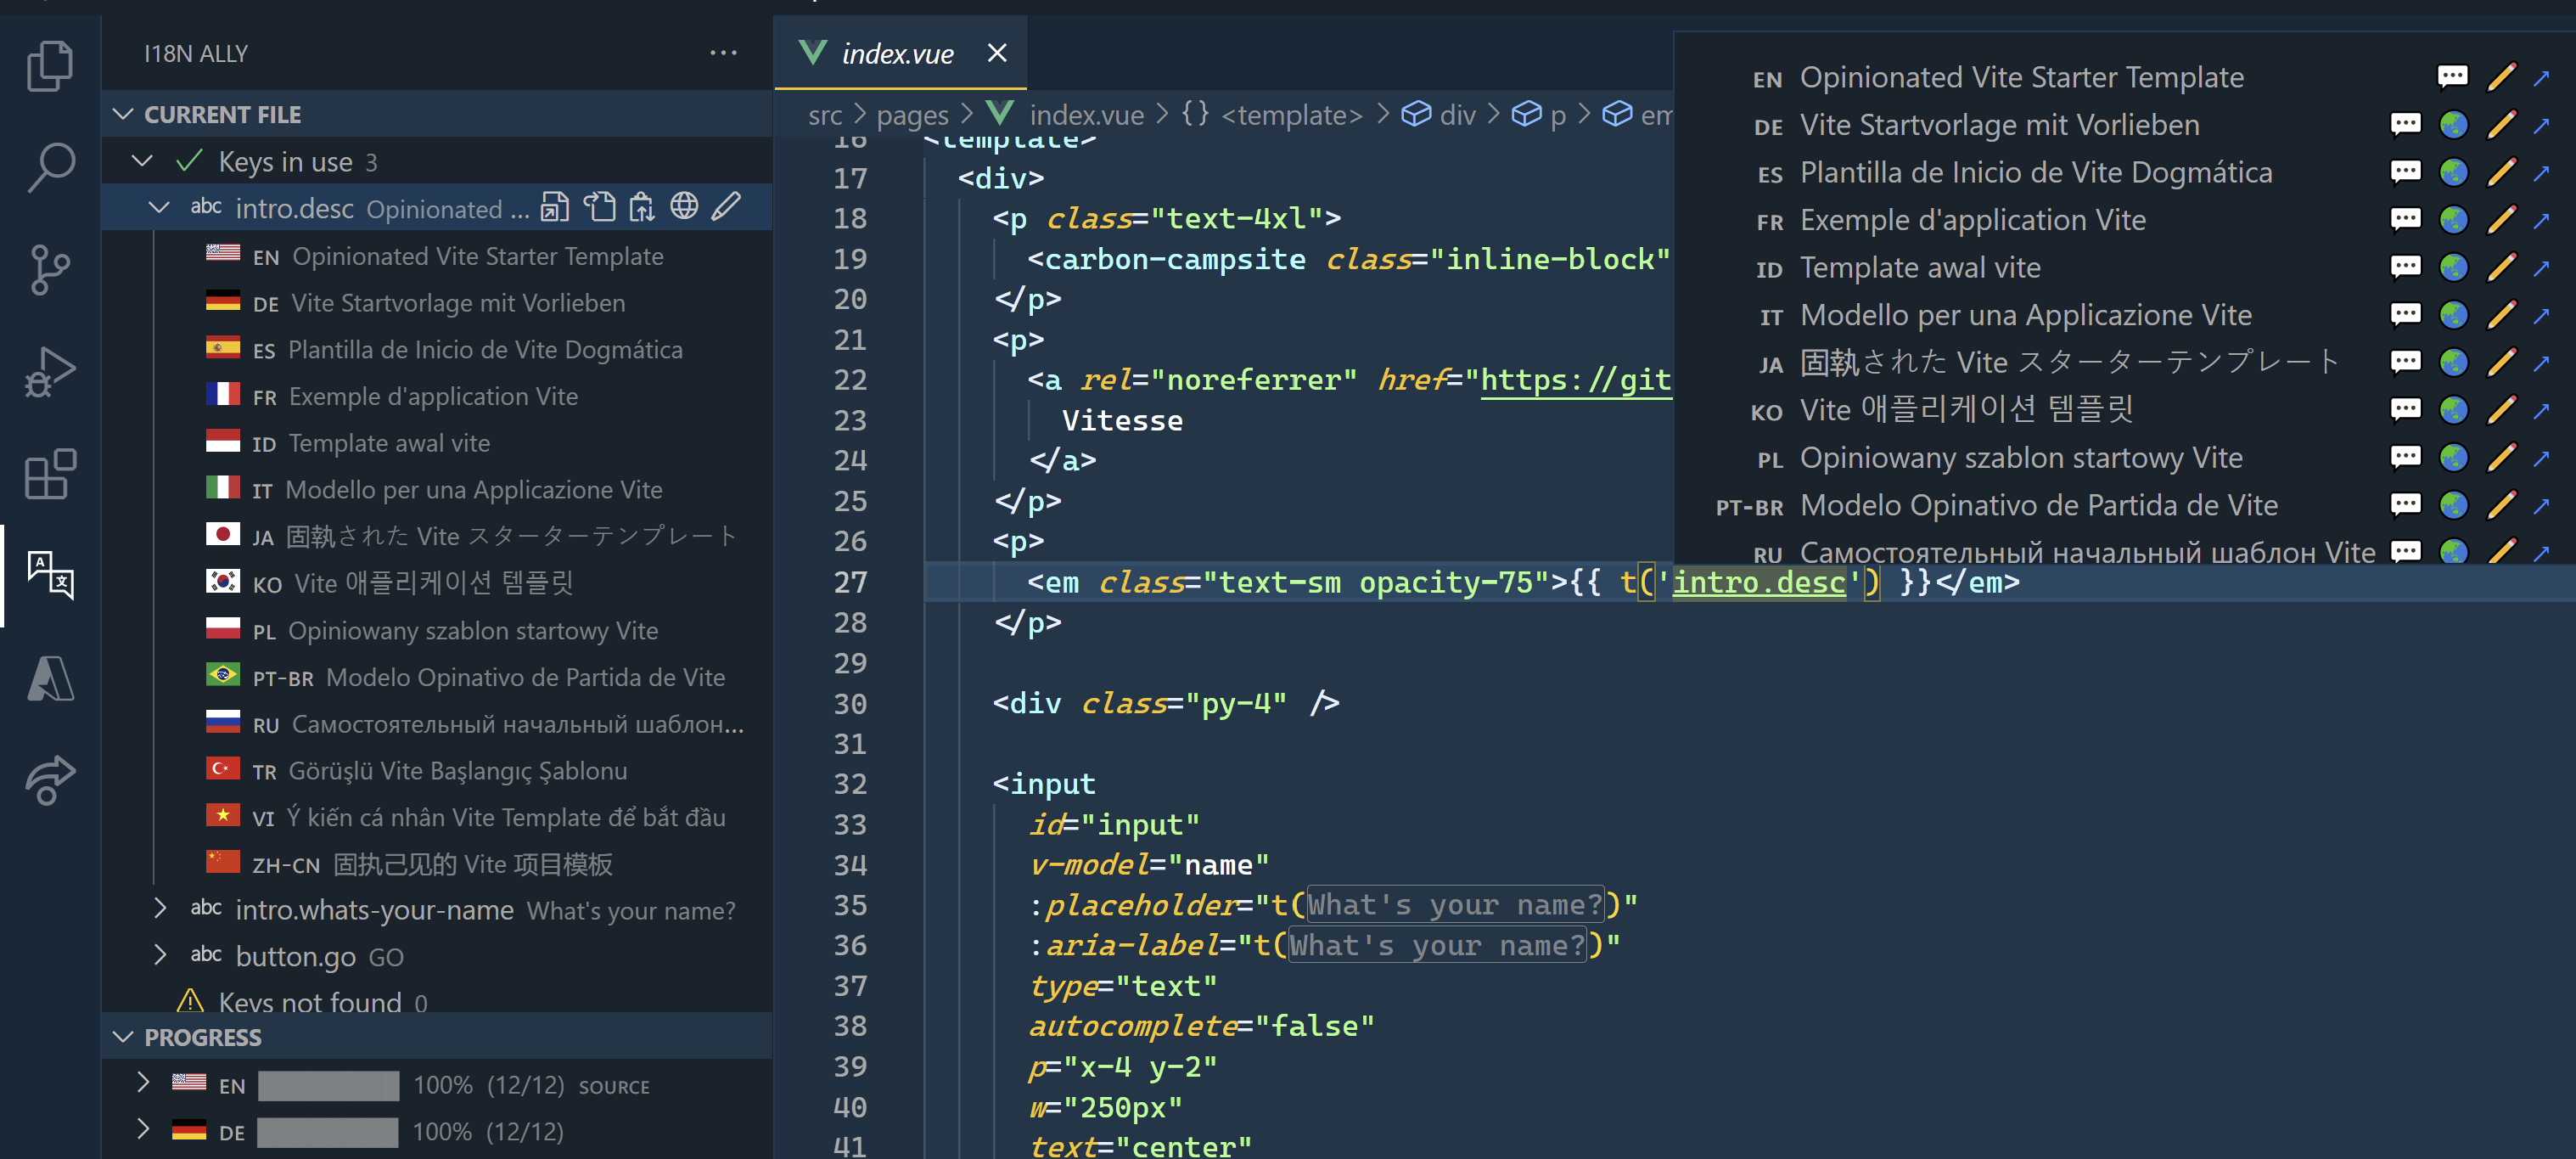 I18N ALLY
CURRENT FILE
Keys in use 3
abc intro.desc Opinionated ...
EN Opinionated Vite Starter Template
DE Vite Startvorlage mit Vorlieben
ES Plantilla de Inicio de Vite Dogmática
FR Exemple d'application Vite
ID Template awal vite
IT Modello per una Applicazione Vite
JA 固執された Vite スターターテンプレート
KO Vite 애플리케이션 템플릿
PL Opiniowany szablon startowy Vite
PT-BR Modelo Opinativo de Partida de Vite
RU Самостоятельный начальный шаблон...
TR Görüşlü Vite Başlangıç Şablonu
VI Ý kiến cá nhân Vite Template để bắt đầu
ZH-CN 固执己见的 Vite 项目模板
abc intro.whats-your-name What's your name?
abc button.go GO
Keys not found 0
PROGRESS
EN 100% (12/12) SOURCE
DE 100% (12/12)
index.vue
src > pages > index.vue > {} <template> > div > p > em
16 <template>
17 <div>
18 <p class="text-4xl">
19 <carbon-campsite class="inline-block"
20 </p>
21 <p>
22 <a rel="noreferrer" href="https://git
23 Vitesse
24 </a>
25 </p>
26 <p>
27 <em class="text-sm opacity-75">{{ t('intro.desc') }}</em>
28 </p>
29
30 <div class="py-4" />
31
32 <input
33 id="input"
34 v-model="name"
35 :placeholder="t(What's your name?)"
36 :aria-label="t(What's your name?)"
37 type="text"
38 autocomplete="false"
39 p="x-4 y-2"
40 w="250px"
41 text="center"
EN Opinionated Vite Starter Template
DE Vite Startvorlage mit Vorlieben
ES Plantilla de Inicio de Vite Dogmática
FR Exemple d'application Vite
ID Template awal vite
IT Modello per una Applicazione Vite
JA 固執された Vite スターターテンプレート
KO Vite 애플리케이션 템플릿
PL Opiniowany szablon startowy Vite
PT-BR Modelo Opinativo de Partida de Vite
RU Самостоятельный начальный шаблон Vite